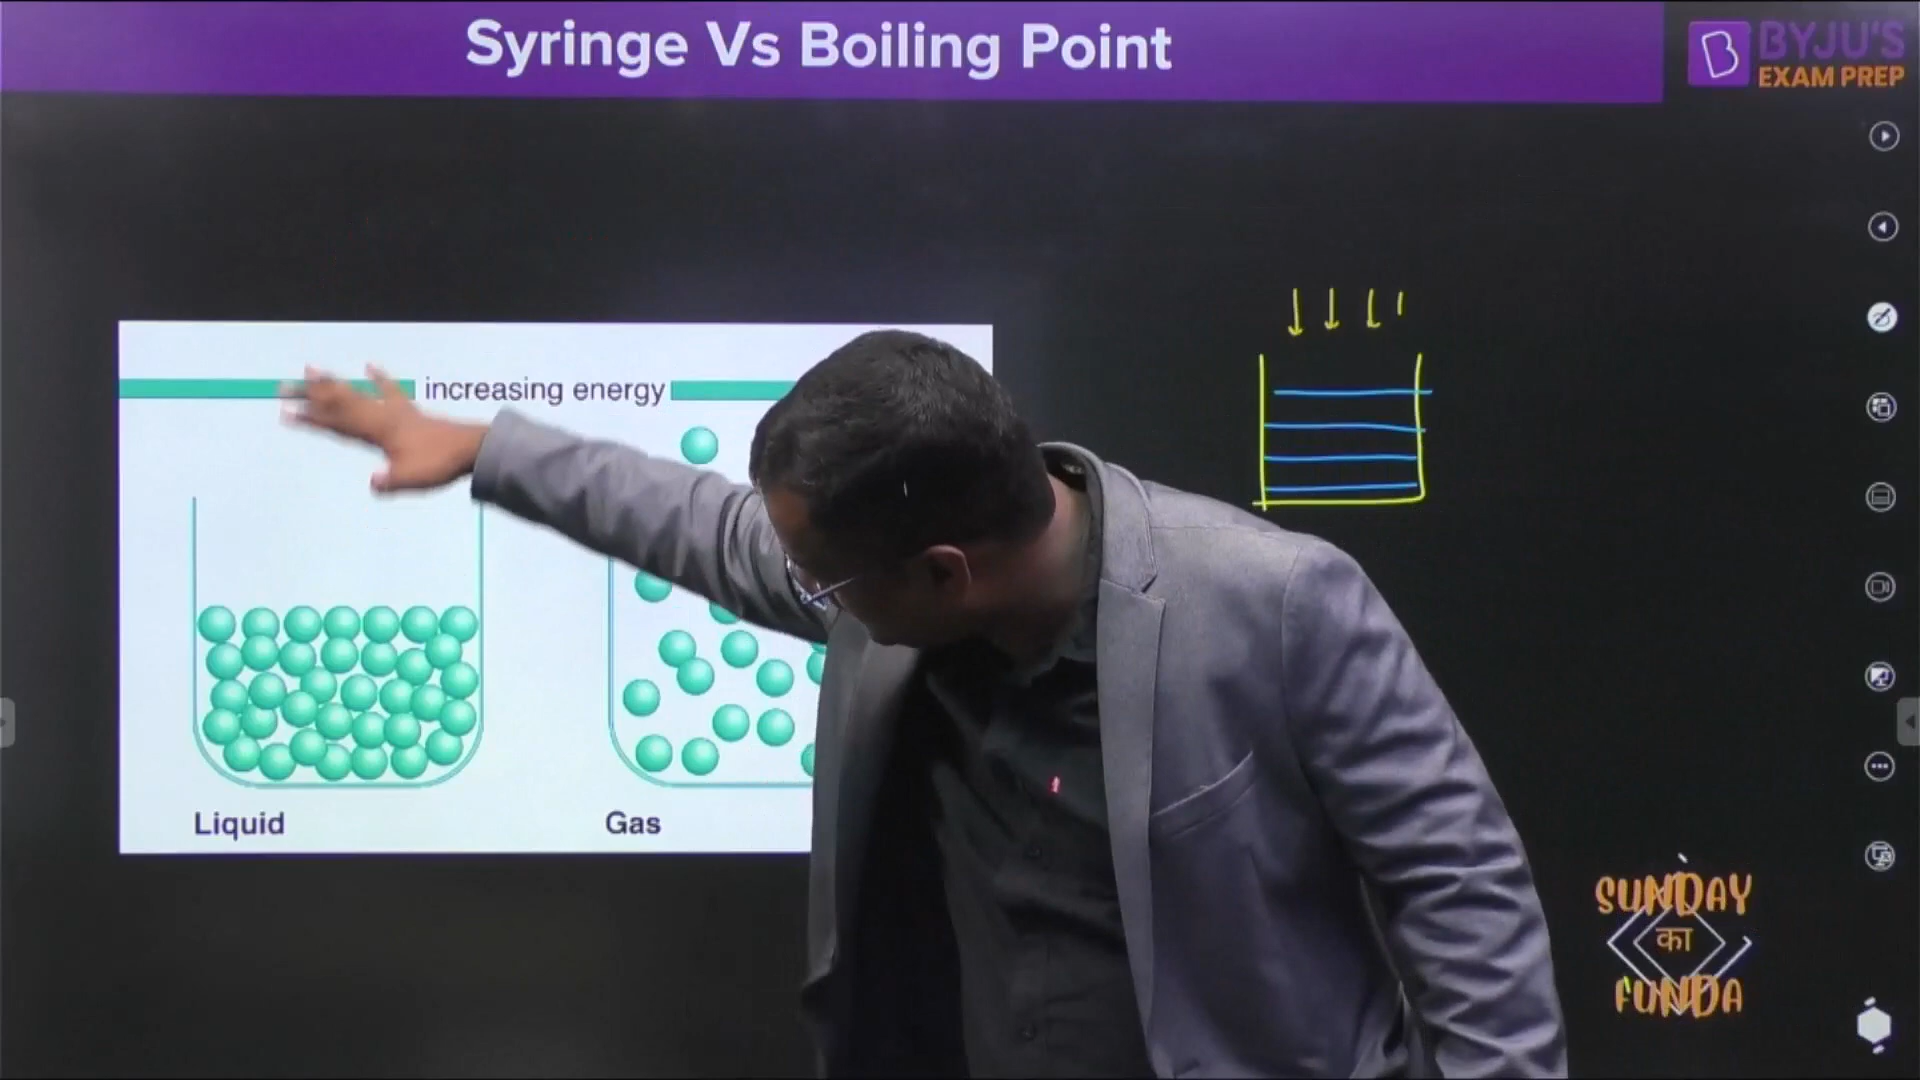 Syringe Vs Boiling Point
BYJU'S
EXAM PREP
increasing energy
Liquid
Gas
SUNDAY
का
FUNDA